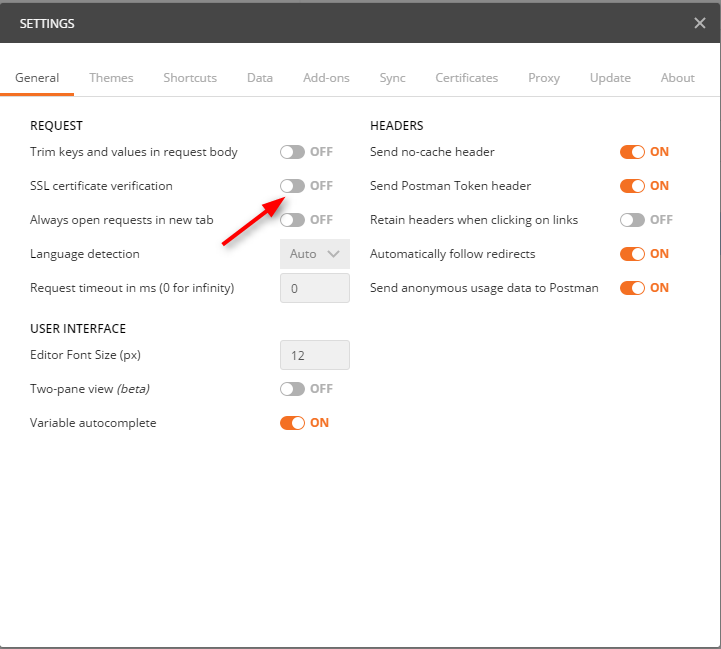 SETTINGS
General Themes Shortcuts Data Add-ons Sync Certificates Proxy Update About
REQUEST
Trim keys and values in request body OFF
SSL certificate verification OFF
Always open requests in new tab OFF
Language detection Auto
Request timeout in ms (0 for infinity) 0
USER INTERFACE
Editor Font Size (px) 12
Two-pane view (beta) OFF
Variable autocomplete ON
HEADERS
Send no-cache header ON
Send Postman Token header ON
Retain headers when clicking on links OFF
Automatically follow redirects ON
Send anonymous usage data to Postman ON